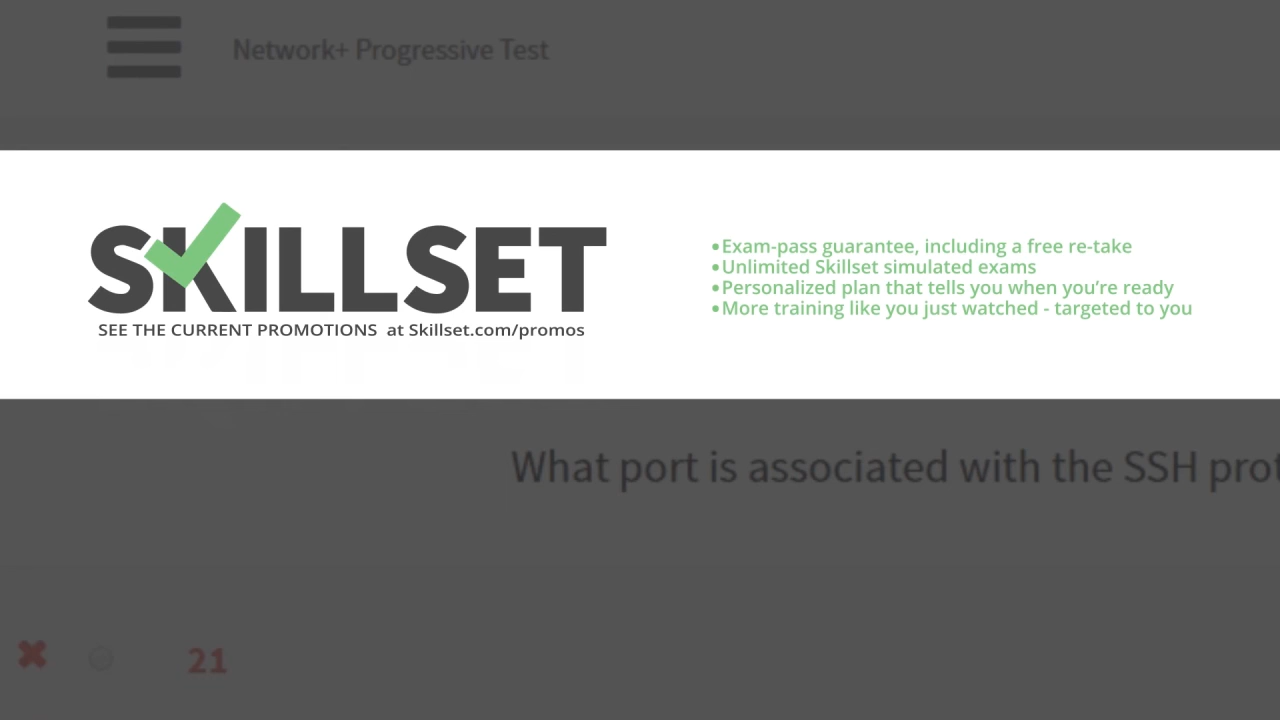 Network+ Progressive Test
SKILLSET
SEE THE CURRENT PROMOTIONS at Skillset.com/promos
•Exam-pass guarantee, including a free re-take
•Unlimited Skillset simulated exams
•Personalized plan that tells you when you’re ready
•More training like you just watched - targeted to you
What port is associated with the SSH prot
21